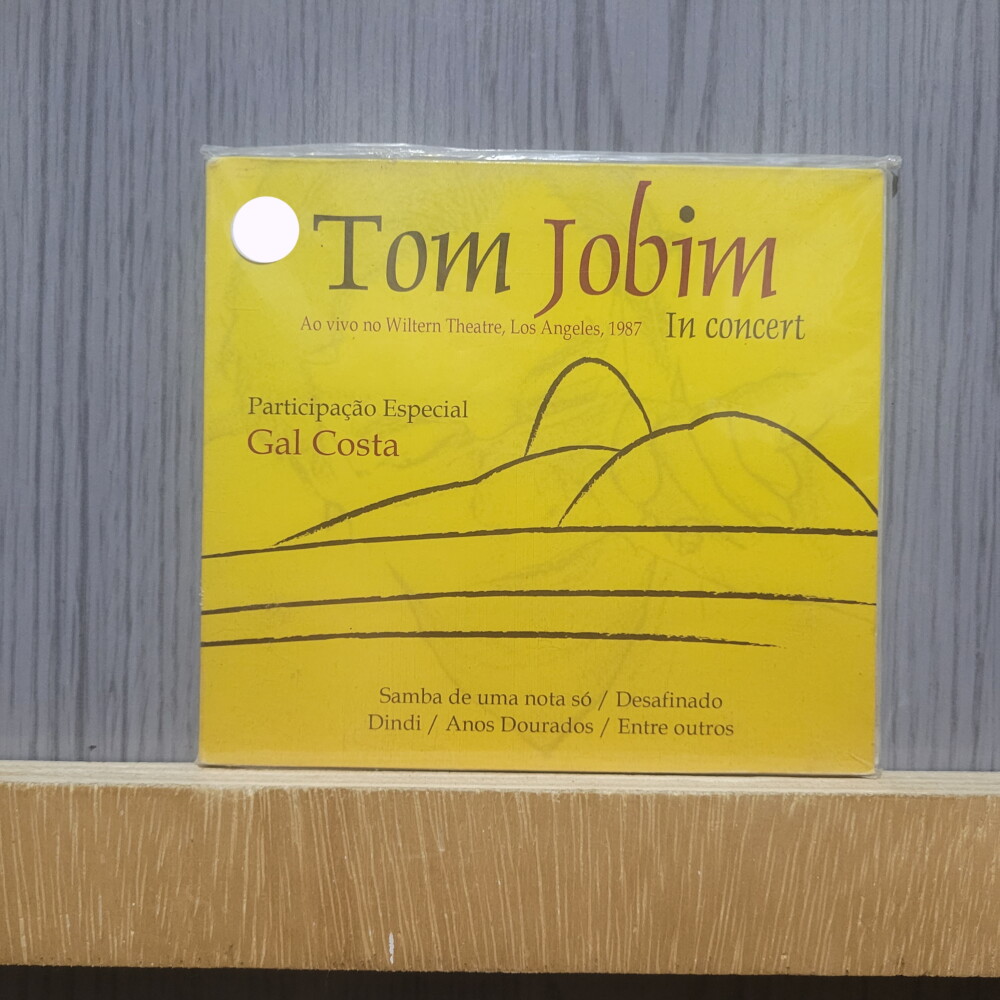 Tom Jobim
Ao vivo no Wiltern Theatre, Los Angeles, 1987 In concert
Participação Especial
Gal Costa
Samba de uma nota só / Desafinado
Dindi / Anos Dourados / Entre outros